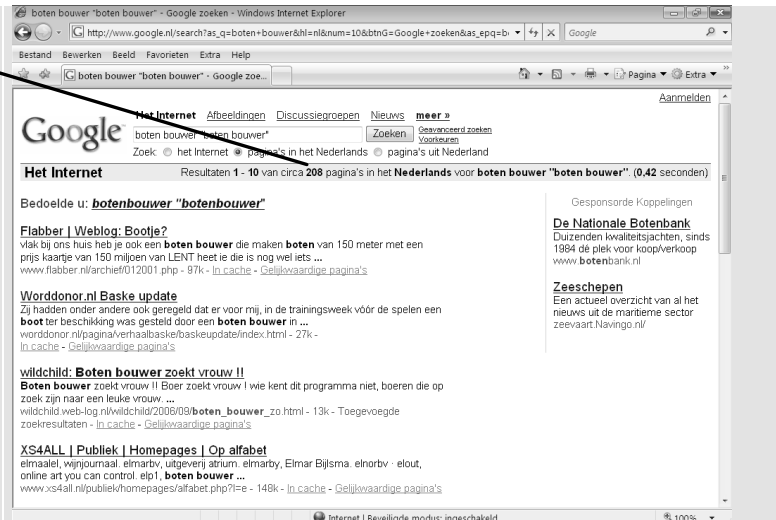 boten bouwer "boten bouwer" - Google zoeken - Windows Internet Explorer
http://www.google.nl/search?as_q=boten+bouwer&hl=nl&num=10&btnG=Google+zoeken&as_epq=b
Google
Bestand Bewerken Beeld Favorieten Extra Help
boten bouwer "boten bouwer" - Google zoe...
Pagina Extra
Aanmelden
Google
Het Internet Afbeeldingen Discussiegroepen Nieuws meer »
boten bouwer "boten bouwer" Zoeken Geavanceerd zoeken
Voorkeuren
Zoek: het Internet pagina's in het Nederlands pagina's uit Nederland
Het Internet Resultaten 1 - 10 van circa 208 pagina's in het Nederlands voor boten bouwer "boten bouwer". (0,42 seconden)
Bedoelde u: botenbouwer "botenbouwer"
Flabber | Weblog: Bootje?
vlak bij ons huis heb je ook een boten bouwer die maken boten van 150 meter met een
prijs kaartje van 150 miljoen van LENT heet ie die is nog wel iets ...
www.flabber.nl/archief/012001.php - 97k - In cache - Gelijkwaardige pagina's
Worddonor.nl Baske update
Zij hadden onder andere ook geregeld dat er voor mij, in de trainingsweek vóór de spelen een
boot ter beschikking was gesteld door een boten bouwer in ...
worddonor.nl/pagina/verhaalbaske/baskeupdate/index.html - 27k -
In cache - Gelijkwaardige pagina's
wildchild: Boten bouwer zoekt vrouw !!
Boten bouwer zoekt vrouw !! Boer zoekt vrouw ! wie kent dit programma niet, boeren die op
zoek zijn naar een leuke vrouw. ...
wildchild.web-log.nl/wildchild/2006/09/boten_bouwer_zo.html - 13k - Toegevoegde
zoekresultaten - In cache - Gelijkwaardige pagina's
XS4ALL | Publiek | Homepages | Op alfabet
elmaalel, wijnjournaal. elmarbv, uitgeverij atrium. elmarby, Elmar Bijlsma. elnorbv · elout,
online art you can control. elp1, boten bouwer ...
www.xs4all.nl/publiek/homepages/alfabet.php?l=e - 148k - In cache - Gelijkwaardige pagina's
Gesponsorde Koppelingen
De Nationale Botenbank
Duizenden kwaliteitsjachten, sinds
1984 dé plek voor koop/verkoop
www.botenbank.nl
Zeeschepen
Een actueel overzicht van al het
nieuws uit de maritieme sector
zeevaart.Navingo.nl/
Internet | Beveiligde modus: ingeschakeld 100%